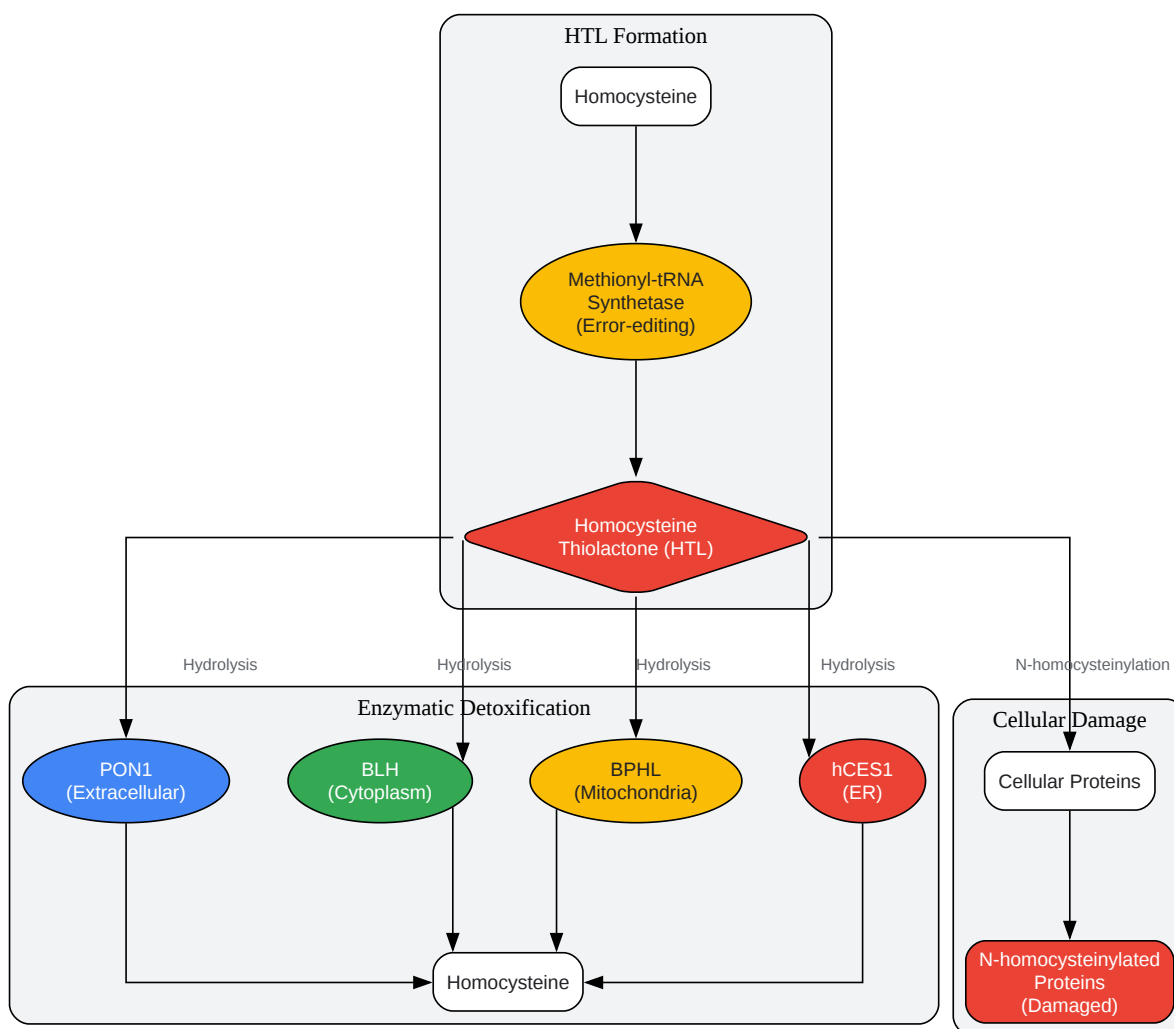 HTL Formation
Homocysteine
Methionyl-tRNA
Synthetase
(Error-editing)
Homocysteine
Thiolactone (HTL)
Hydrolysis
Hydrolysis
Hydrolysis
Hydrolysis
N-homocysteinylation
Enzymatic Detoxification
Cellular Damage
PON1
(Extracellular)
BLH
(Cytoplasm)
BPHL
(Mitochondria)
hCES1
(ER)
Cellular Proteins
Homocysteine
N-homocysteinylated
Proteins
(Damaged)